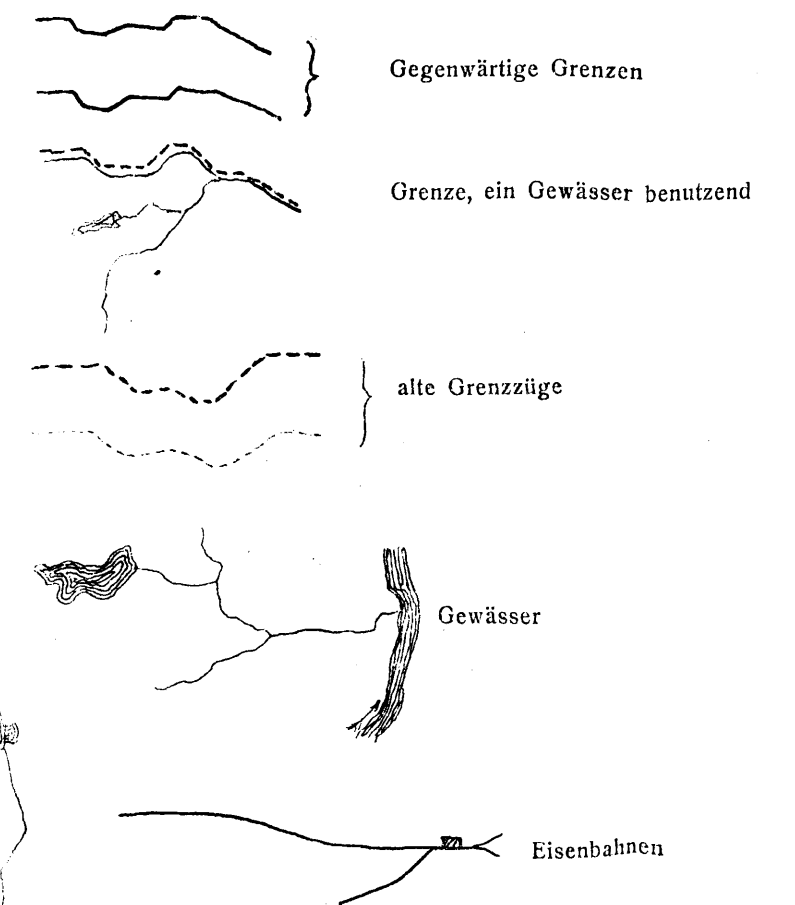 Gegenwärtige Grenzen
Grenze, ein Gewässer benutzend
alte Grenzzüge
Gewässer
Eisenbahnen